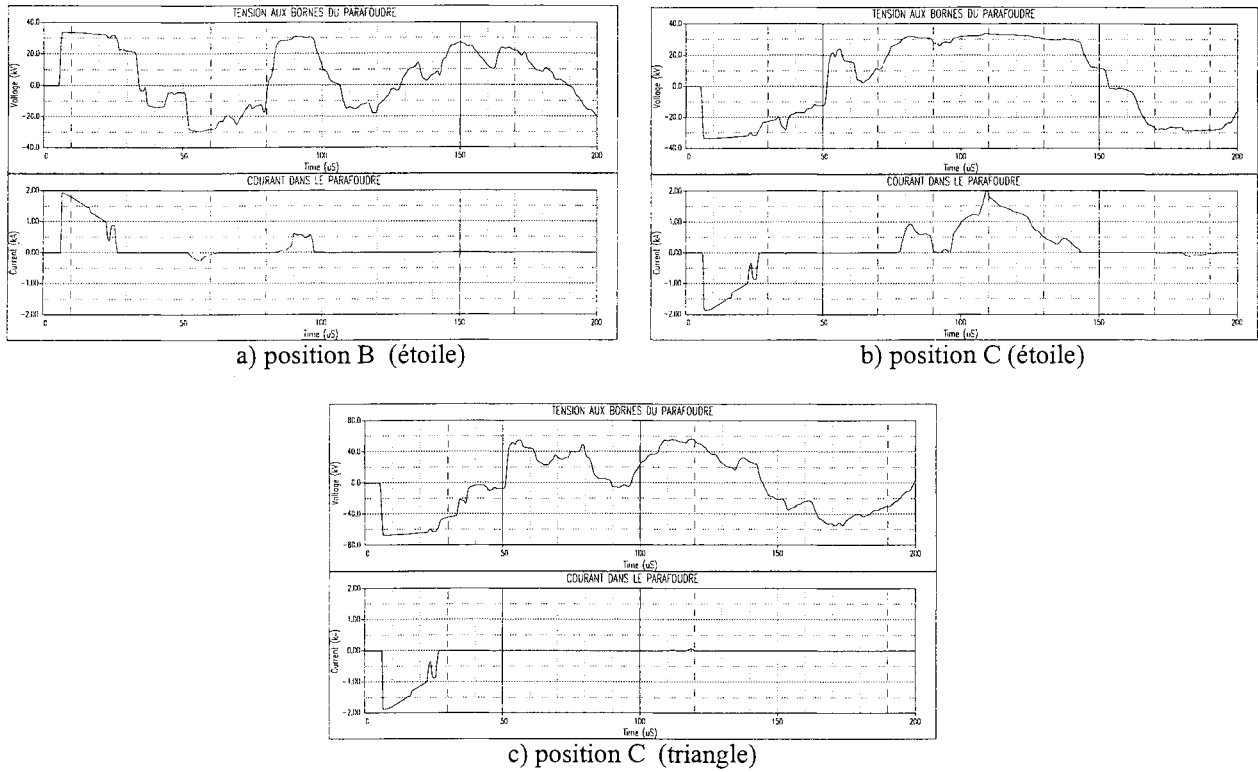 TENSION AUX BORNES DU PARAFOUDRE
40.0
20.0
0.0
-20.0
-40.0
Voltage (kV)
0
50
100
150
200
Time (uS)
COURANT DANS LE PARAFOUDRE
2.00
1.00
0.00
-1.00
-2.00
Current (kA)
0
50
100
150
200
Time (uS)
a) position B (étoile)
TENSION AUX BORNES DU PARAFOUDRE
40.0
20.0
0.0
-20.0
-40.0
Voltage (kV)
0
50
100
150
200
Time (uS)
COURANT DANS LE PARAFOUDRE
2.00
1.00
0.00
-1.00
-2.00
Current (kA)
0
50
100
150
200
Time (uS)
b) position C (étoile)
TENSION AUX BORNES DU PARAFOUDRE
80.0
40.0
0.0
-40.0
-80.0
Voltage (kV)
0
50
100
150
200
Time (uS)
COURANT DANS LE PARAFOUDRE
2.00
1.00
0.00
-1.00
-2.00
Current (kA)
0
50
100
150
200
Time (uS)
c) position C (triangle)